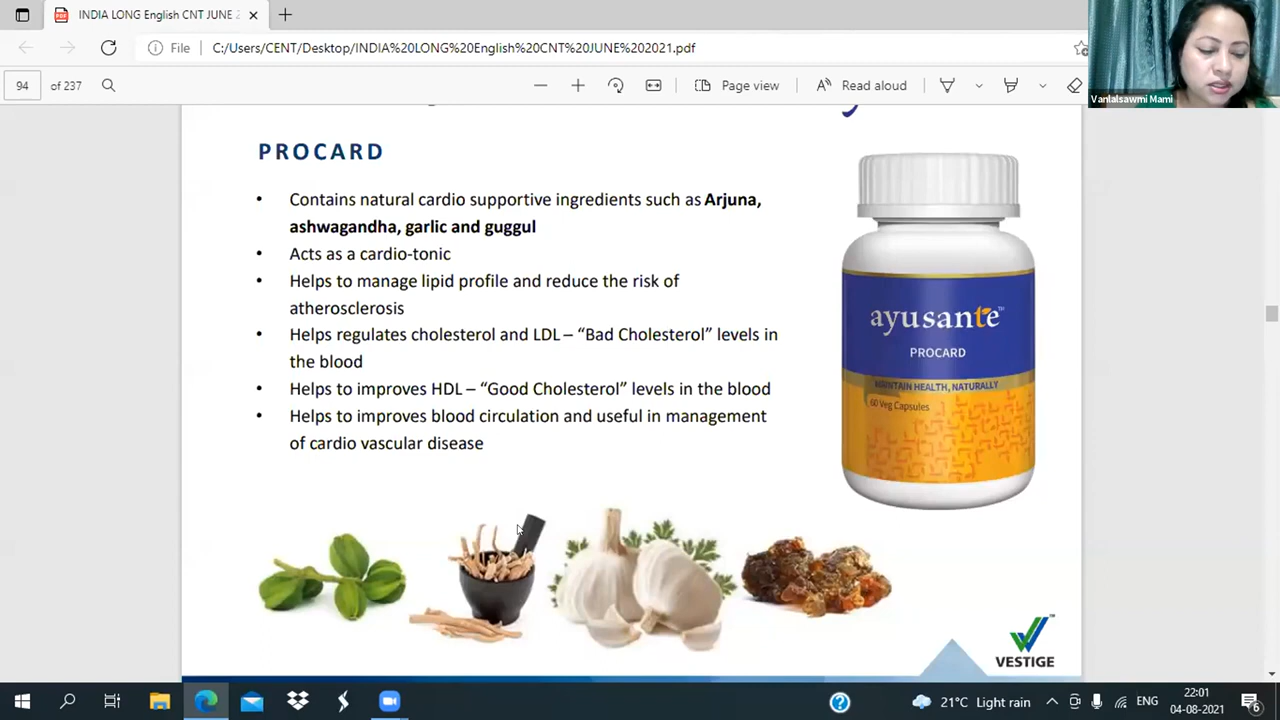 INDIA LONG English CNT JUNE 2
File
C:/Users/CENT/Desktop/INDIA%20LONG%20English%20CNT%20JUNE%202021.pdf
94
of 237
Page view
Read aloud
Vanlalsawmi Mami
PROCARD
• Contains natural cardio supportive ingredients such as Arjuna,
ashwagandha, garlic and guggul
• Acts as a cardio-tonic
• Helps to manage lipid profile and reduce the risk of
atherosclerosis
• Helps regulates cholesterol and LDL – “Bad Cholesterol” levels in
the blood
• Helps to improves HDL – “Good Cholesterol” levels in the blood
• Helps to improves blood circulation and useful in management
of cardio vascular disease
ayusante™
PROCARD
MAINTAIN HEALTH, NATURALLY
60 Veg Capsules
VESTIGE
21°C Light rain
ENG
22:01
04-08-2021
6